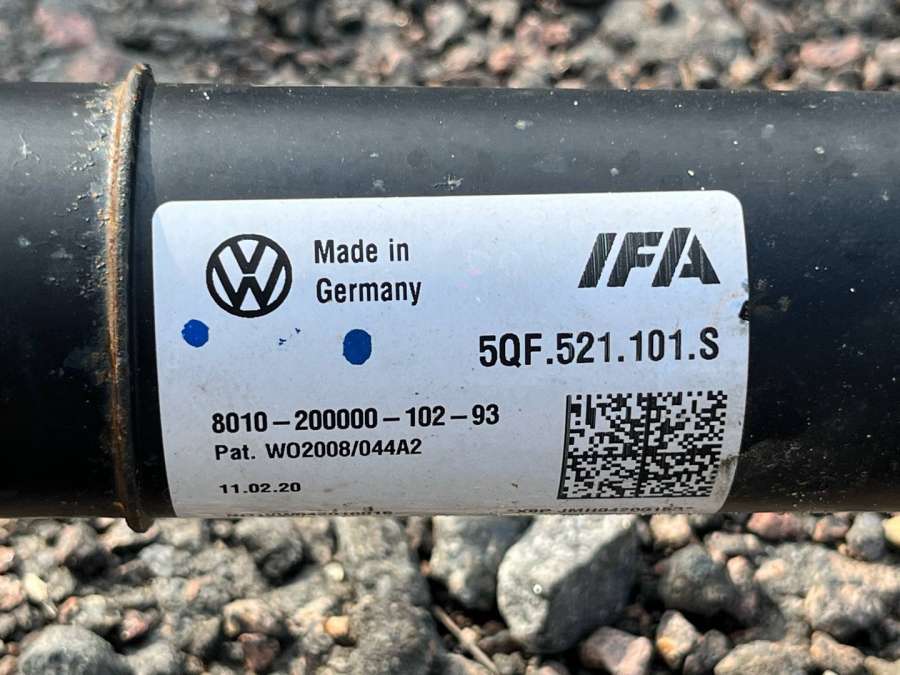 Made in
Germany
IFA
5QF.521.101.S
8010-200000-102-93
Pat. WO2008/044A2
11.02.20